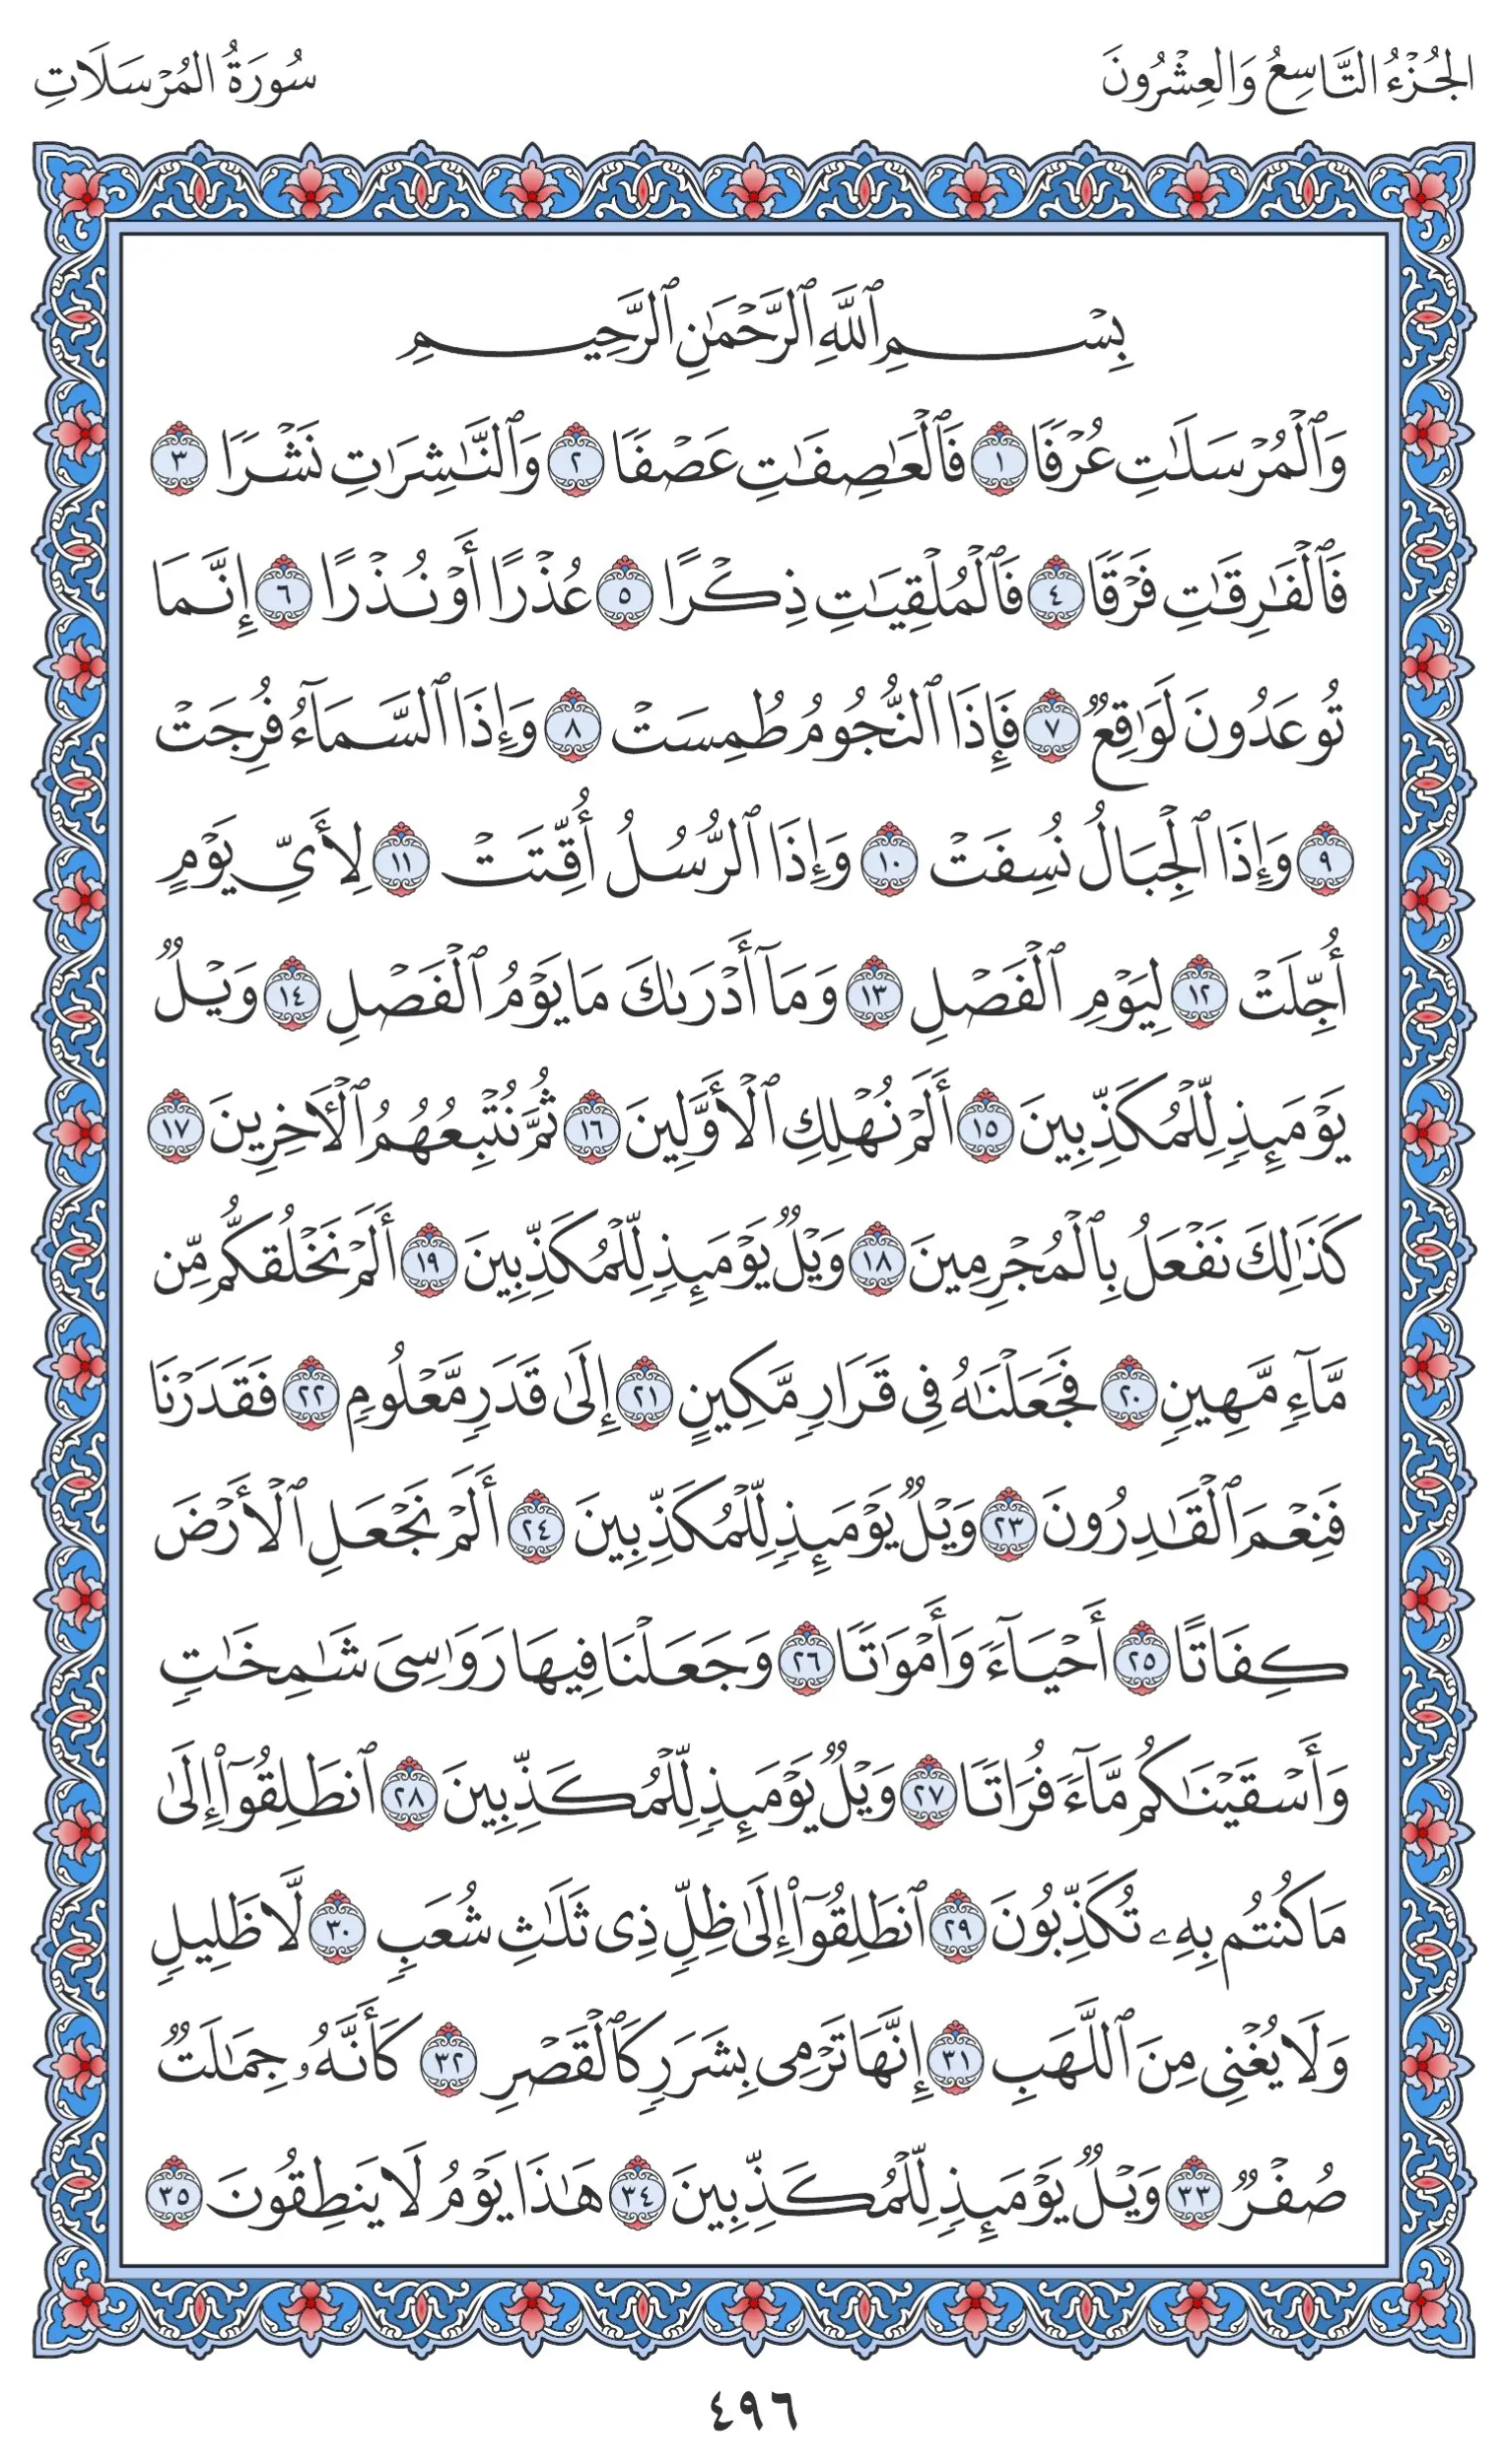 الجُزْءُ التَّاسِعُ وَالعِشْرُونَ
سُورَةُ المُرْسَلَاتِ
بِسْمِ ٱللَّهِ ٱلرَّحْمَٰنِ ٱلرَّحِيمِ
وَٱلْمُرْسَلَٰتِ عُرْفًا ١ فَٱلْعَٰصِفَٰتِ عَصْفًا ٢ وَٱلنَّٰشِرَٰتِ نَشْرًا ٣
فَٱلْفَٰرِقَٰتِ فَرْقًا ٤ فَٱلْمُلْقِيَٰتِ ذِكْرًا ٥ عُذْرًا أَوْ نُذْرًا ٦ إِنَّمَا
تُوعَدُونَ لَوَٰقِعٌ ٧ فَإِذَا ٱلنُّجُومُ طُمِسَتْ ٨ وَإِذَا ٱلسَّمَآءُ فُرِجَتْ
٩ وَإِذَا ٱلْجِبَالُ نُسِفَتْ ١٠ وَإِذَا ٱلرُّسُلُ أُقِّتَتْ ١١ لِأَىِّ يَوْمٍ
أُجِّلَتْ ١٢ لِيَوْمِ ٱلْفَصْلِ ١٣ وَمَآ أَدْرَىٰكَ مَا يَوْمُ ٱلْفَصْلِ ١٤ وَيْلٌ
يَوْمَئِذٍ لِّلْمُكَذِّبِينَ ١٥ أَلَمْ نُهْلِكِ ٱلْأَوَّلِينَ ١٦ ثُمَّ نُتْبِعُهُمُ ٱلْـَٔاخِرِينَ ١٧
كَذَٰلِكَ نَفْعَلُ بِٱلْمُجْرِمِينَ ١٨ وَيْلٌ يَوْمَئِذٍ لِّلْمُكَذِّبِينَ ١٩ أَلَمْ نَخْلُقكُّم مِّن
مَّآءٍ مَّهِينٍ ٢٠ فَجَعَلْنَٰهُ فِى قَرَارٍ مَّكِينٍ ٢١ إِلَىٰ قَدَرٍ مَّعْلُومٍ ٢٢ فَقَدَرْنَا
فَنِعْمَ ٱلْقَٰدِرُونَ ٢٣ وَيْلٌ يَوْمَئِذٍ لِّلْمُكَذِّبِينَ ٢٤ أَلَمْ نَجْعَلِ ٱلْأَرْضَ
كِفَاتًا ٢٥ أَحْيَآءً وَأَمْوَٰتًا ٢٦ وَجَعَلْنَا فِيهَا رَوَٰسِىَ شَٰمِخَٰتٍ
وَأَسْقَيْنَٰكُم مَّآءً فُرَاتًا ٢٧ وَيْلٌ يَوْمَئِذٍ لِّلْمُكَذِّبِينَ ٢٨ ٱنطَلِقُوٓا۟ إِلَىٰ
مَا كُنتُم بِهِۦ تُكَذِّبُونَ ٢٩ ٱنطَلِقُوٓا۟ إِلَىٰ ظِلٍّ ذِى ثَلَٰثِ شُعَبٍ ٣٠ لَّا ظَلِيلٍ
وَلَا يُغْنِى مِنَ ٱللَّهَبِ ٣١ إِنَّهَا تَرْمِى بِشَرَرٍ كَٱلْقَصْرِ ٣٢ كَأَنَّهُۥ جِمَٰلَتٌ
صُفْرٌ ٣٣ وَيْلٌ يَوْمَئِذٍ لِّلْمُكَذِّبِينَ ٣٤ هَٰذَا يَوْمُ لَا يَنطِقُونَ ٣٥
٤٩٦